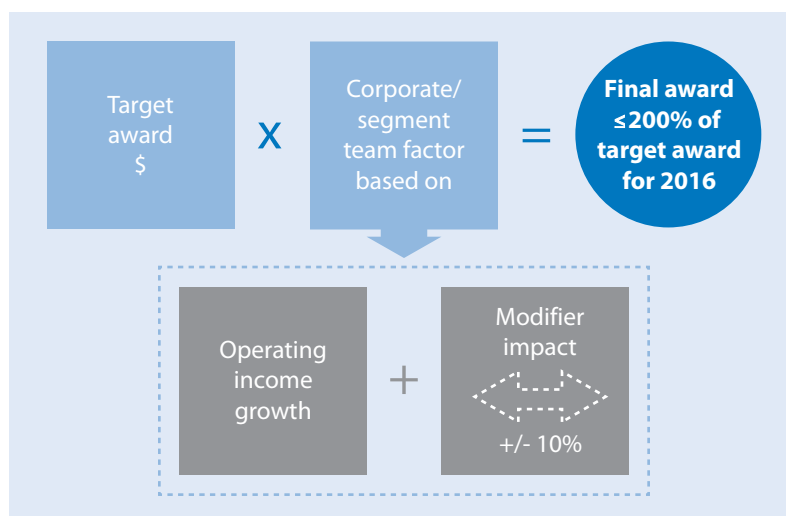 Target
award
$
X
Corporate/
segment
team factor
based on
=
Final award
≤200% of
target award
for 2016
Operating
income
growth
+
Modifier
impact
+/- 10%